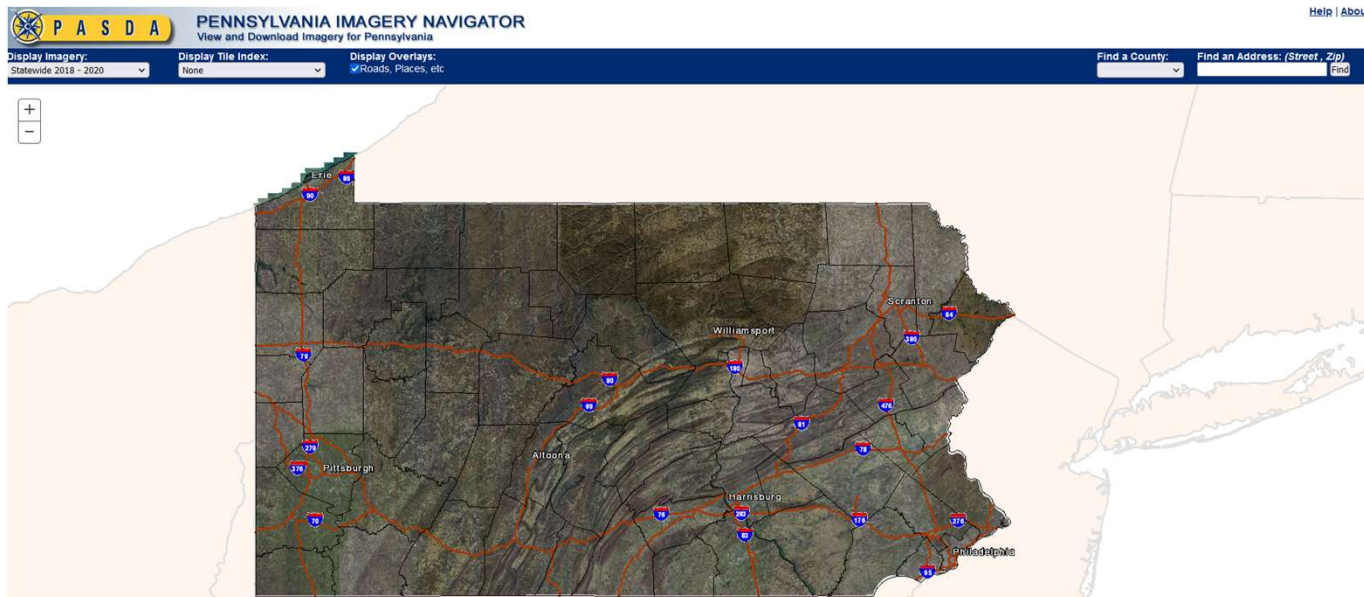 Help | Abou
PASDA
PENNSYLVANIA IMAGERY NAVIGATOR
View and Download Imagery for Pennsylvania
Display Imagery:
Display Tile Index:
Display Overlays:
Find a County:
Find an Address: (Street , Zip)
Statewide 2018 - 2020
None
Roads, Places, etc
Find
+
−
Erie
86
90
Scranton
84
Williamsport
380
79
180
80
99
476
81
279
78
Altoona
376
Pittsburgh
Harrisburg
76
283
70
176
276
83
Philadelphia
95